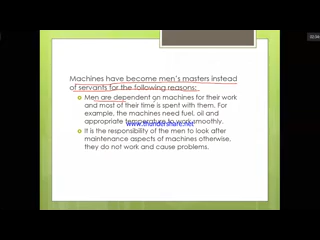 Machines have become men's masters instead
of servants for the following reasons:
Men are dependent on machines for their work
and most of their time is spent with them. For
example, the machines need fuel, oil and
appropriate temperature to work smoothly.
www.thundershare.net
It is the responsibility of the men to look after
maintenance aspects of machines otherwise,
they do not work and cause problems.